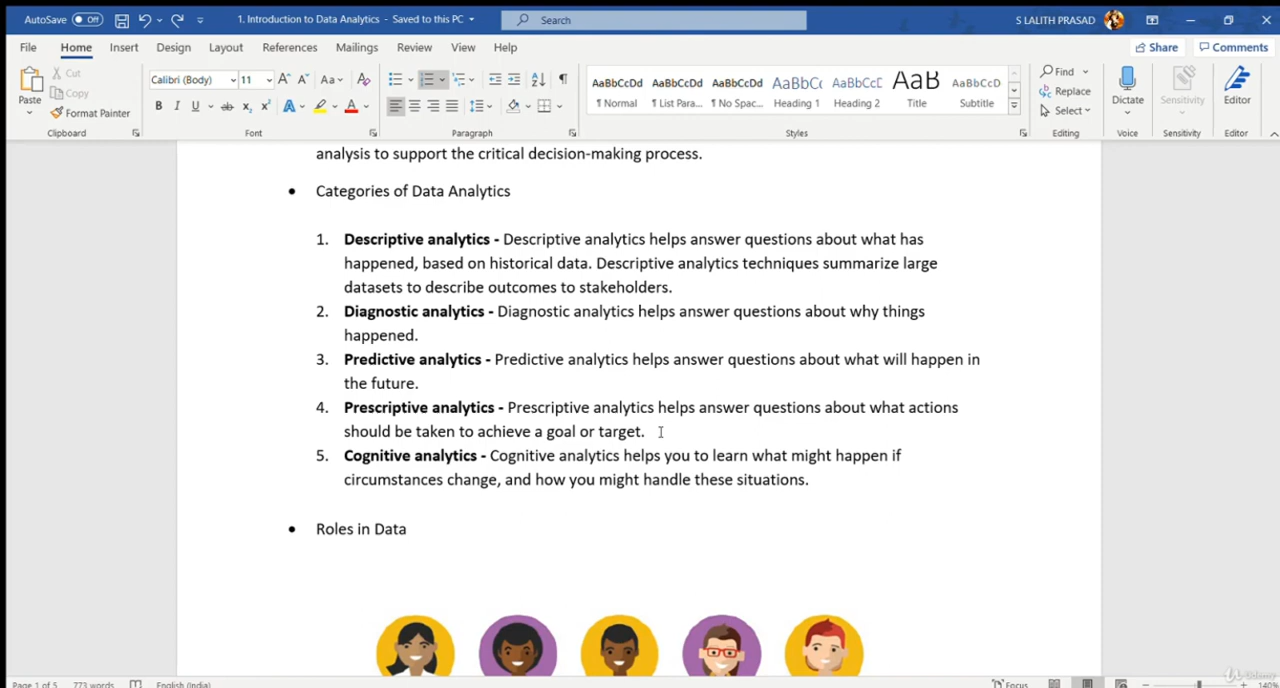 AutoSave Off 1. Introduction to Data Analytics - Saved to this PC Search S LALITH PRASAD
File Home Insert Design Layout References Mailings Review View Help Share Comments
Paste Cut Copy Format Painter
Calibri (Body) 11
AaBbCcDd AaBbCcDd AaBbCcDd AaBbC( AaBbCcC AaB AaBbCcD
¶ Normal ¶ List Para... ¶ No Spac... Heading 1 Heading 2 Title Subtitle
Find
Replace
Select
Dictate Sensitivity Editor
Clipboard Font Paragraph Styles Editing Voice Sensitivity Editor
analysis to support the critical decision-making process.
• Categories of Data Analytics
1. Descriptive analytics - Descriptive analytics helps answer questions about what has
happened, based on historical data. Descriptive analytics techniques summarize large
datasets to describe outcomes to stakeholders.
2. Diagnostic analytics - Diagnostic analytics helps answer questions about why things
happened.
3. Predictive analytics - Predictive analytics helps answer questions about what will happen in
the future.
4. Prescriptive analytics - Prescriptive analytics helps answer questions about what actions
should be taken to achieve a goal or target.
5. Cognitive analytics - Cognitive analytics helps you to learn what might happen if
circumstances change, and how you might handle these situations.
• Roles in Data
Page 1 of 5 773 words English (India) Focus 140%
Udemy